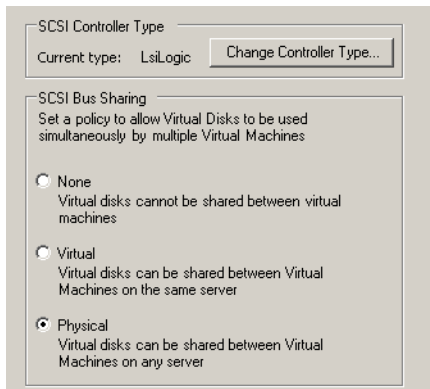 SCSI Controller Type
Current type: LsiLogic Change Controller Type...
SCSI Bus Sharing
Set a policy to allow Virtual Disks to be used
simultaneously by multiple Virtual Machines
None
Virtual disks cannot be shared between virtual
machines
Virtual
Virtual disks can be shared between Virtual
Machines on the same server
Physical
Virtual disks can be shared between Virtual
Machines on any server